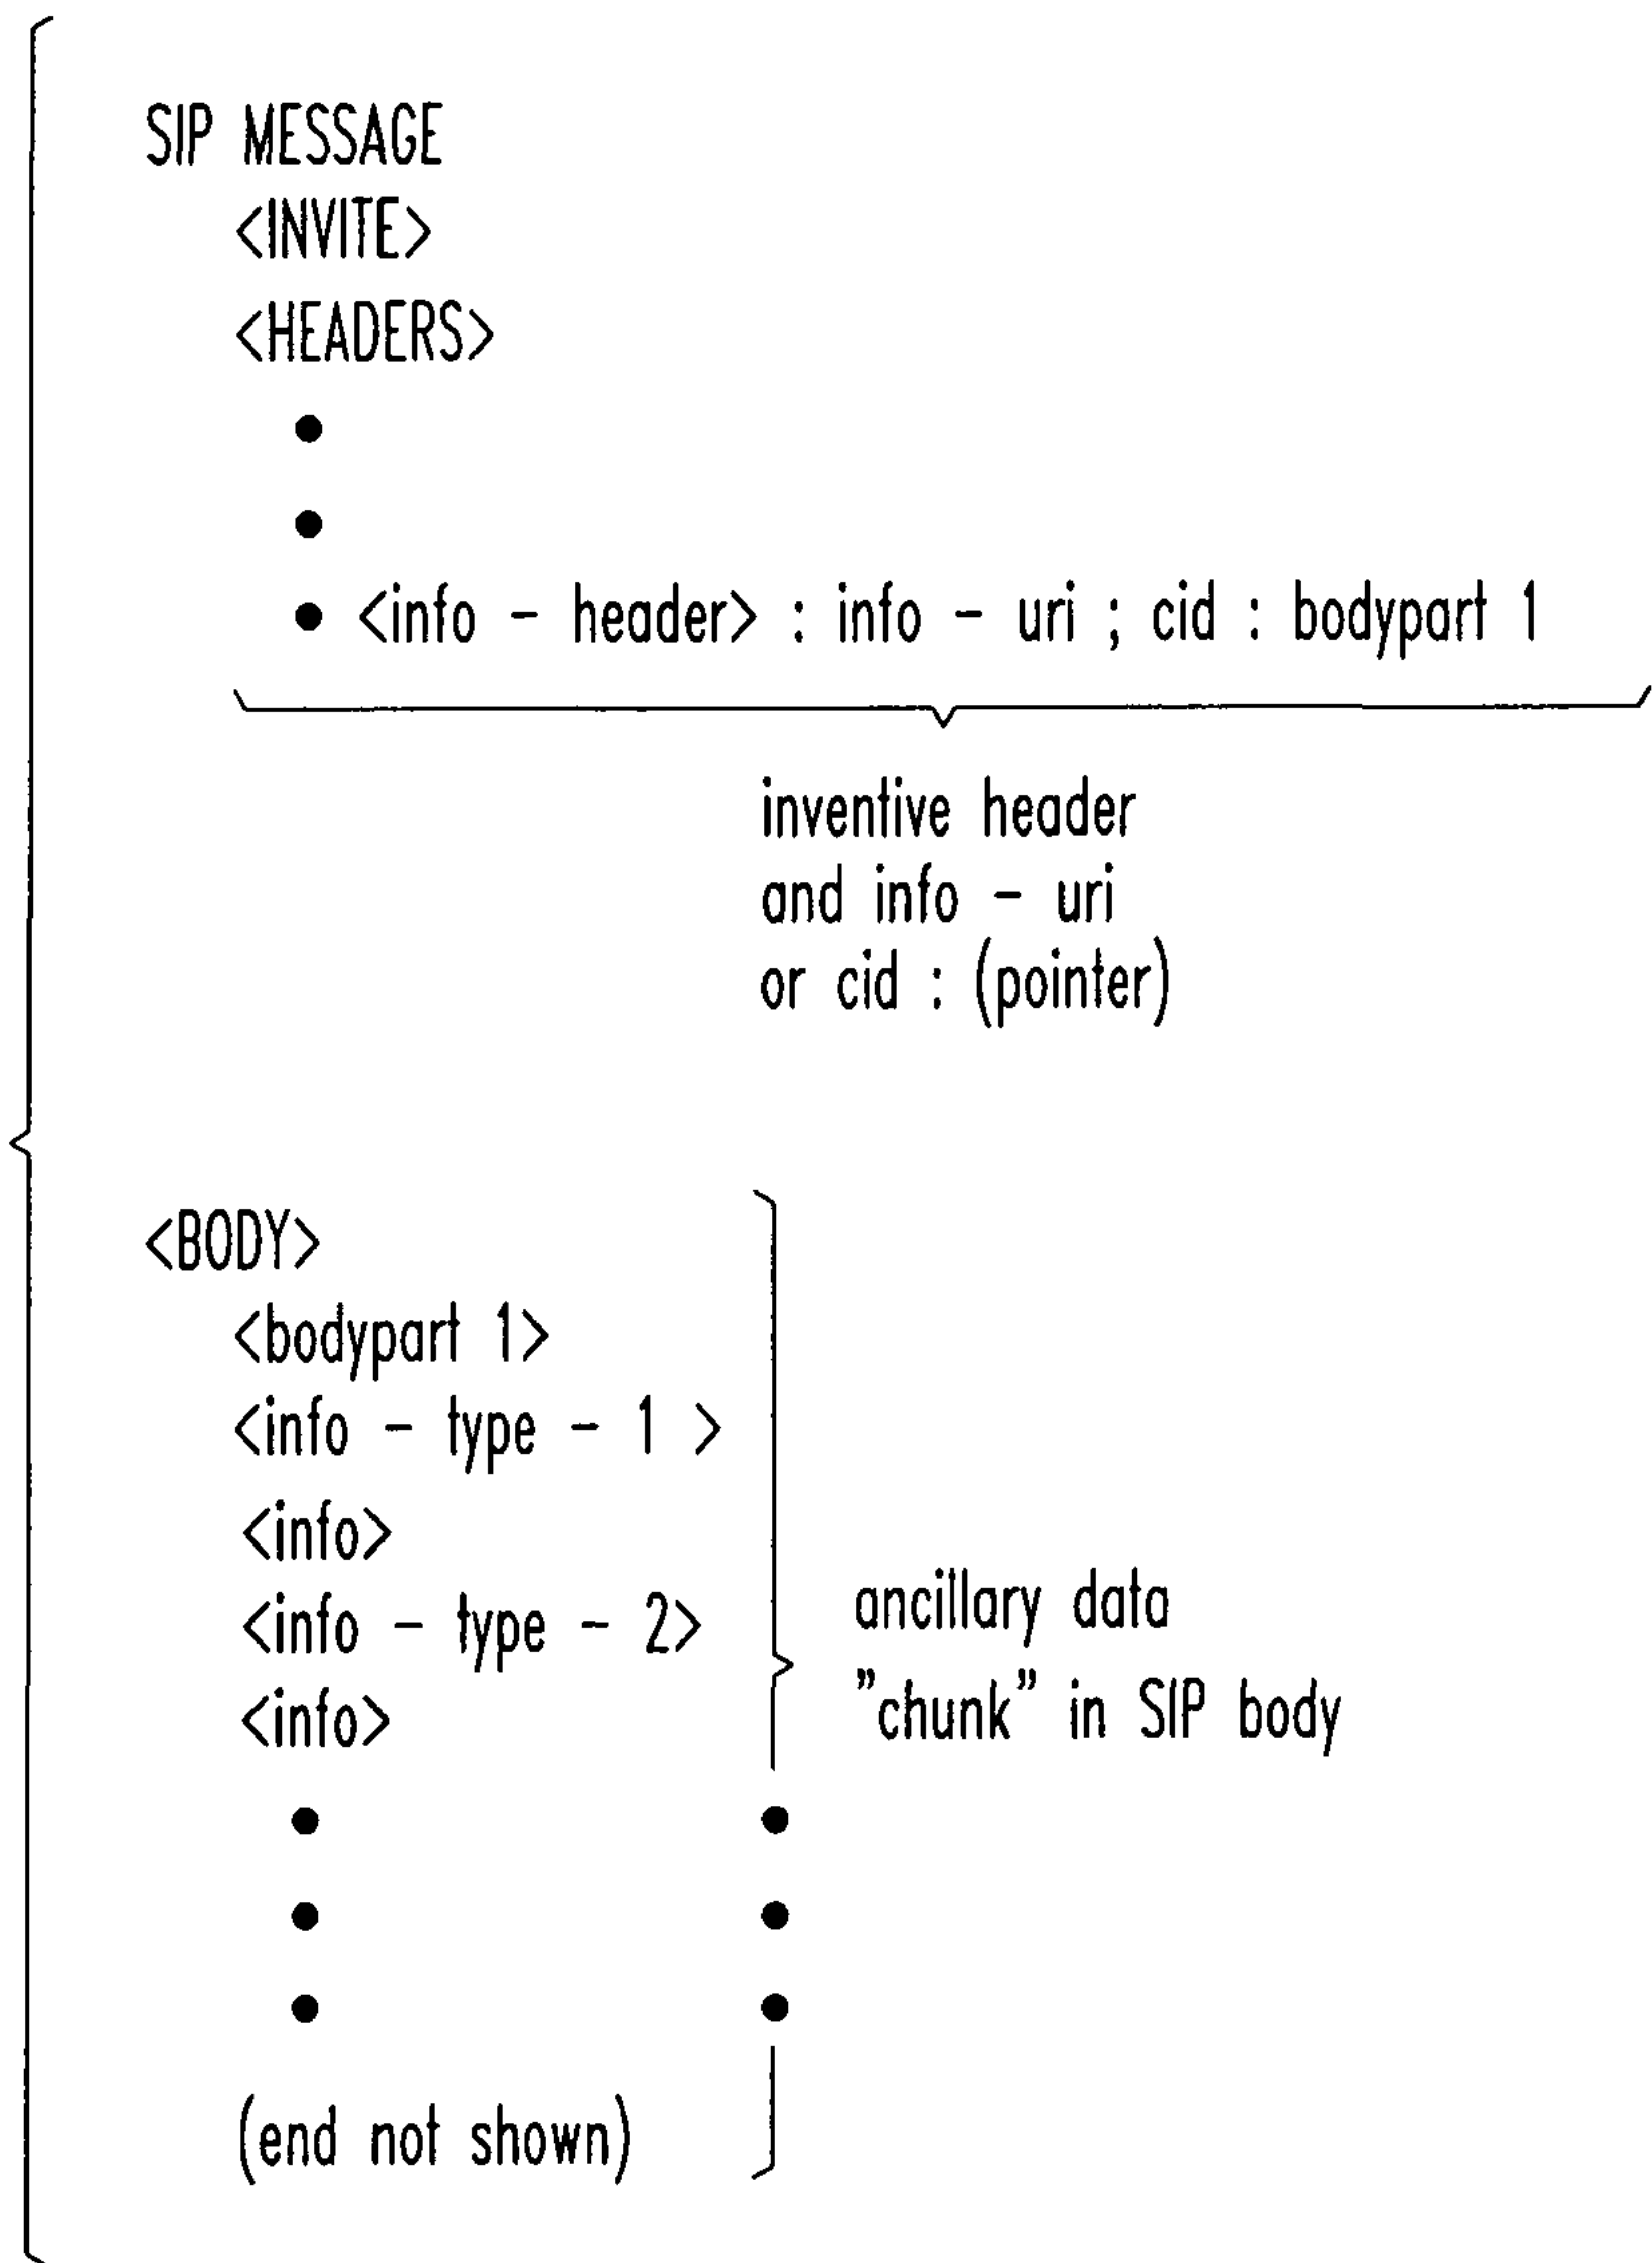 SIP MESSAGE
<INVITE>
<HEADERS>
<info - header> : info - uri ; cid : bodypart 1
inventive header
and info - uri
or cid : (pointer)
<BODY>
<bodypart 1>
<info - type - 1 >
<info>
<info - type - 2>
<info>
ancillary data
"chunk" in SIP body
(end not shown)